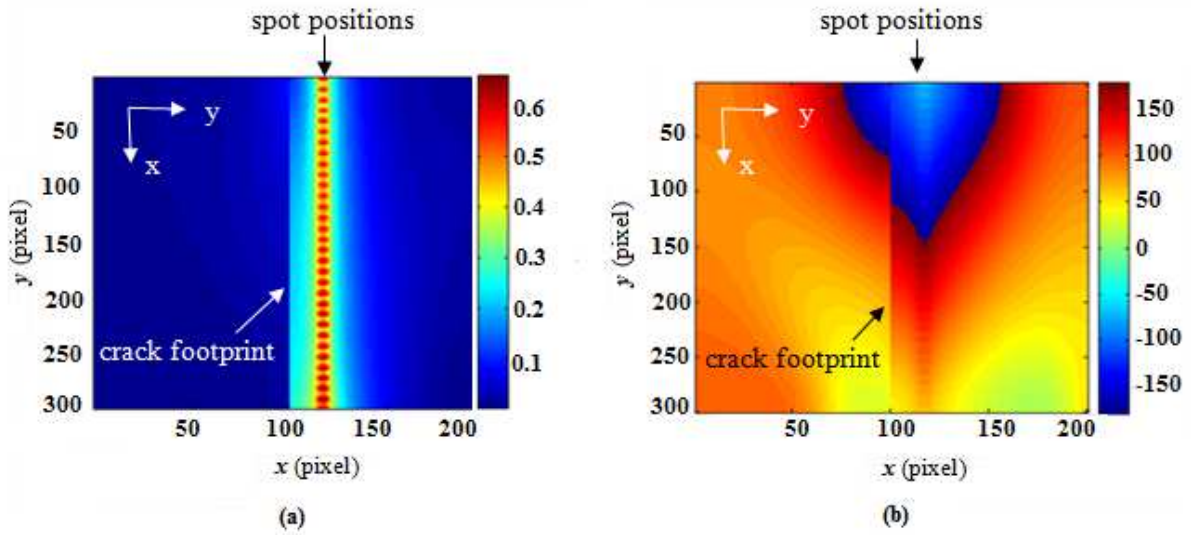 spot positions
0.6
0.5
0.4
0.3
0.2
0.1
50
100
150
200
250
300
y
x
crack footprint
y (pixel)
50 100 150 200
x (pixel)
(a)
spot positions
150
100
50
0
-50
-100
-150
50
100
150
200
250
300
y
x
crack footprint
y (pixel)
50 100 150 200
x (pixel)
(b)